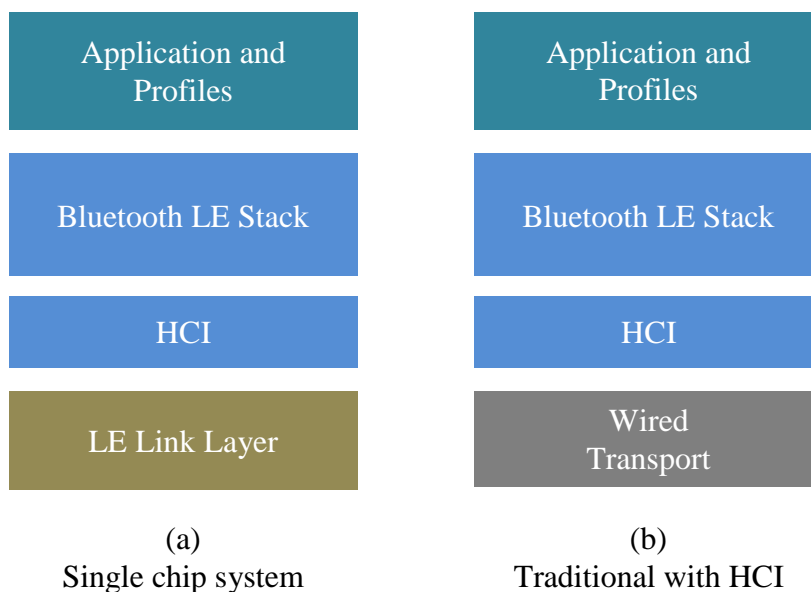 Application and
Profiles
Bluetooth LE Stack
HCI
LE Link Layer
(a)
Single chip system
Application and
Profiles
Bluetooth LE Stack
HCI
Wired
Transport
(b)
Traditional with HCI